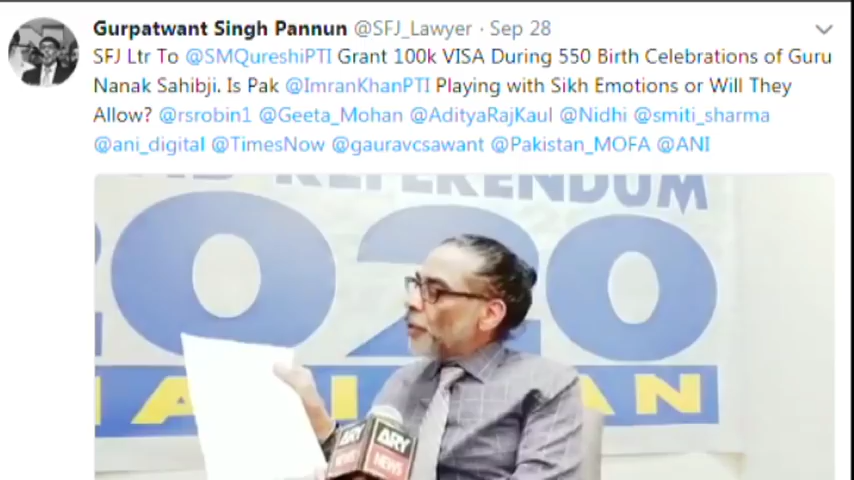 Gurpatwant Singh Pannun @SFJ_Lawyer · Sep 28
SFJ Ltr To @SMQureshiPTI Grant 100k VISA During 550 Birth Celebrations of Guru
Nanak Sahibji. Is Pak @ImranKhanPTI Playing with Sikh Emotions or Will They
Allow? @rsrobin1 @Geeta_Mohan @AdityaRajKaul @Nidhi @smiti_sharma
@ani_digital @TimesNow @gauravcsawant @Pakistan_MOFA @ANI
REFERENDUM
2020
ARY NEWS ARY NEWS